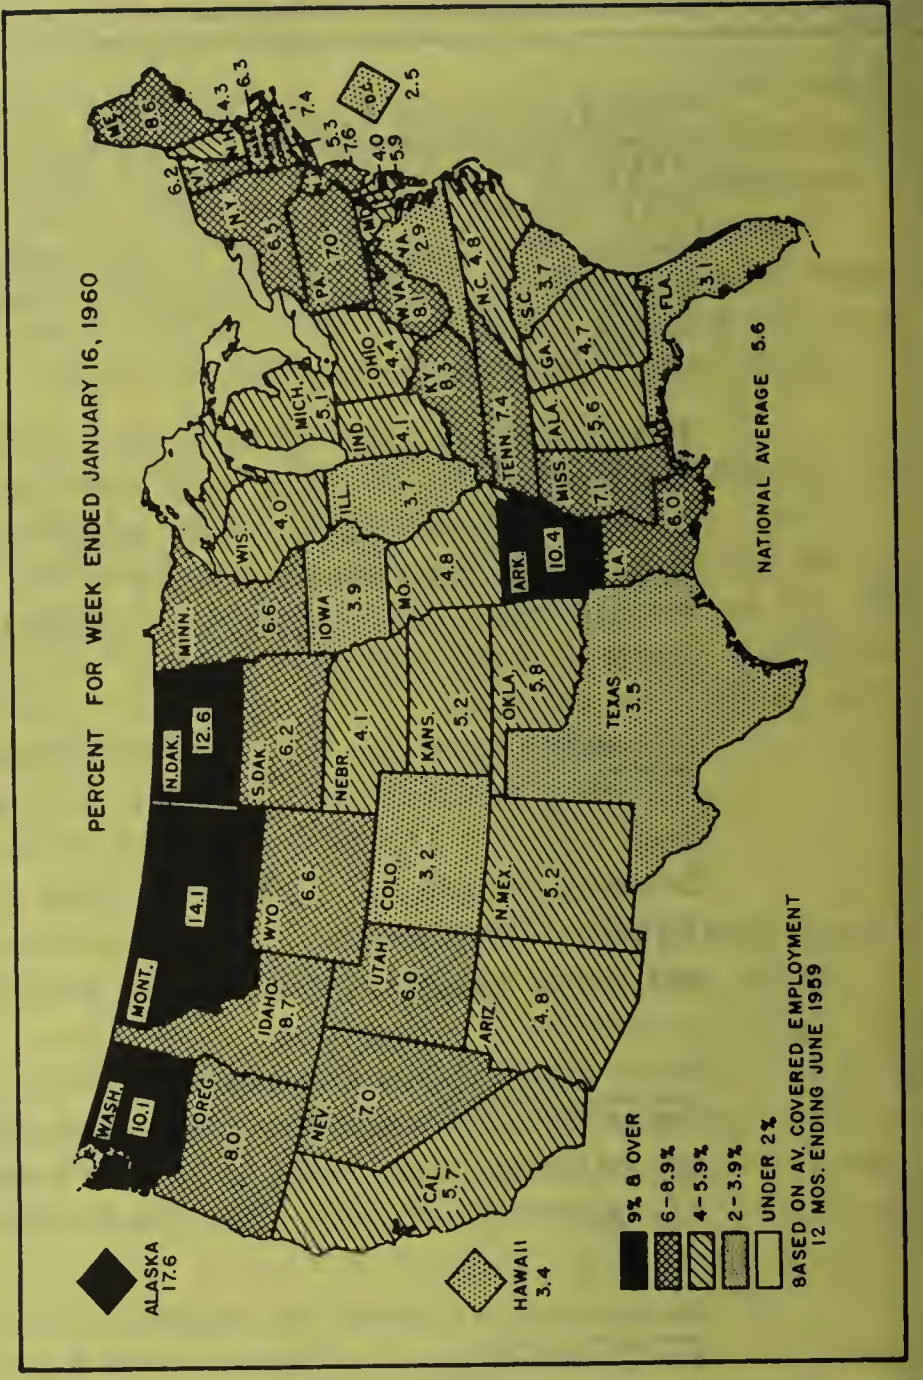 PERCENT FOR WEEK ENDED JANUARY 16, 1960
WASH.
10.1
MONT.
14.1
N.DAK.
12.6
MINN.
6.6
WIS.
4.0
MICH.
5.1
ME.
8.6
VT.
6.2
N.H.
4.3
6.3
7.4
5.3
7.6
4.0
5.9
D.C.
2.5
OREG.
8.0
IDAHO.
8.7
WYO.
6.6
S.DAK.
6.2
IOWA
3.9
ILL.
3.7
IND.
4.1
OHIO
4.4
PA.
7.0
N.Y.
6.5
N.J.
MD.
NEV.
7.0
UTAH
6.0
COLO.
3.2
NEBR.
4.1
KANS.
5.2
MO.
4.8
KY.
8.3
W.VA.
8.1
VA.
2.9
CAL.
5.7
ARIZ.
4.8
N.MEX.
5.2
OKLA.
5.8
TEXAS
3.5
ARK.
10.4
LA.
6.0
TENN. 7.4
MISS.
7.1
ALA.
5.6
GA.
4.7
N.C. 4.8
S.C.
3.7
FLA.
3.1
ALASKA
17.6
HAWAII
3.4
NATIONAL AVERAGE 5.6
9% & OVER
6-8.9%
4-5.9%
2-3.9%
UNDER 2%
BASED ON AV. COVERED EMPLOYMENT
12 MOS. ENDING JUNE 1959